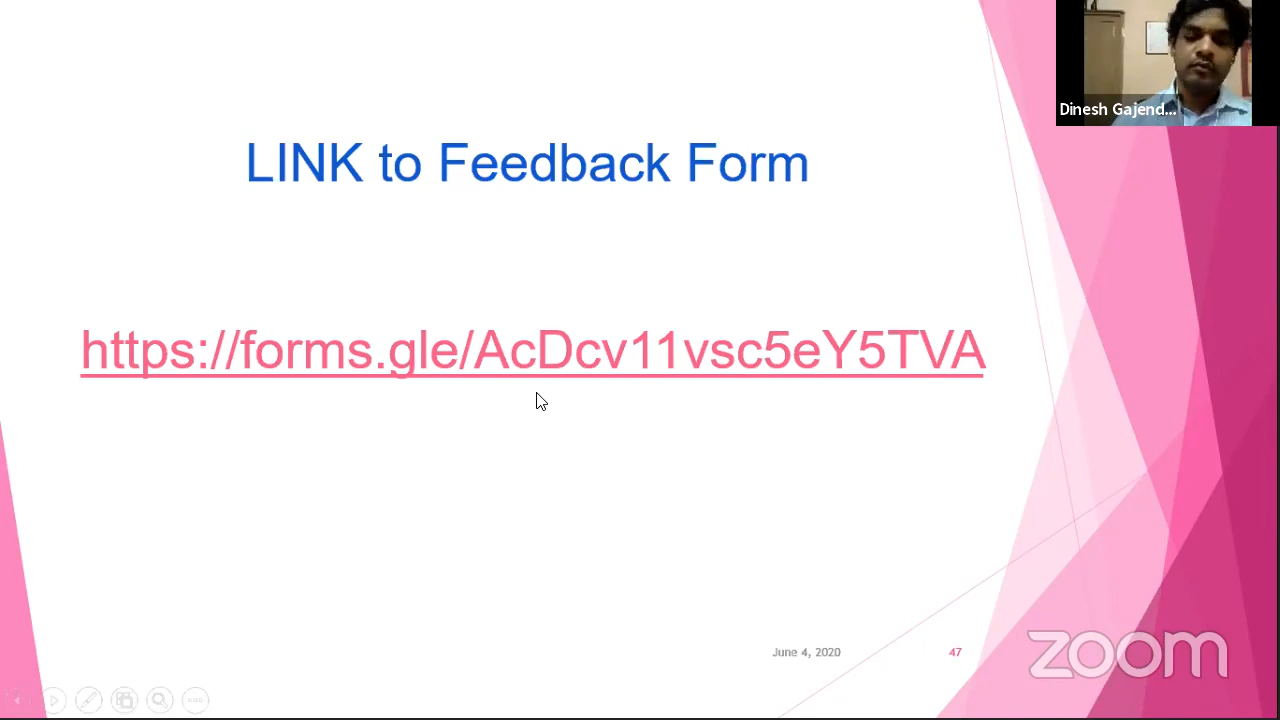 Dinesh Gajend...
LINK to Feedback Form
https://forms.gle/AcDcv11vsc5eY5TVA
June 4, 2020
47
zoom